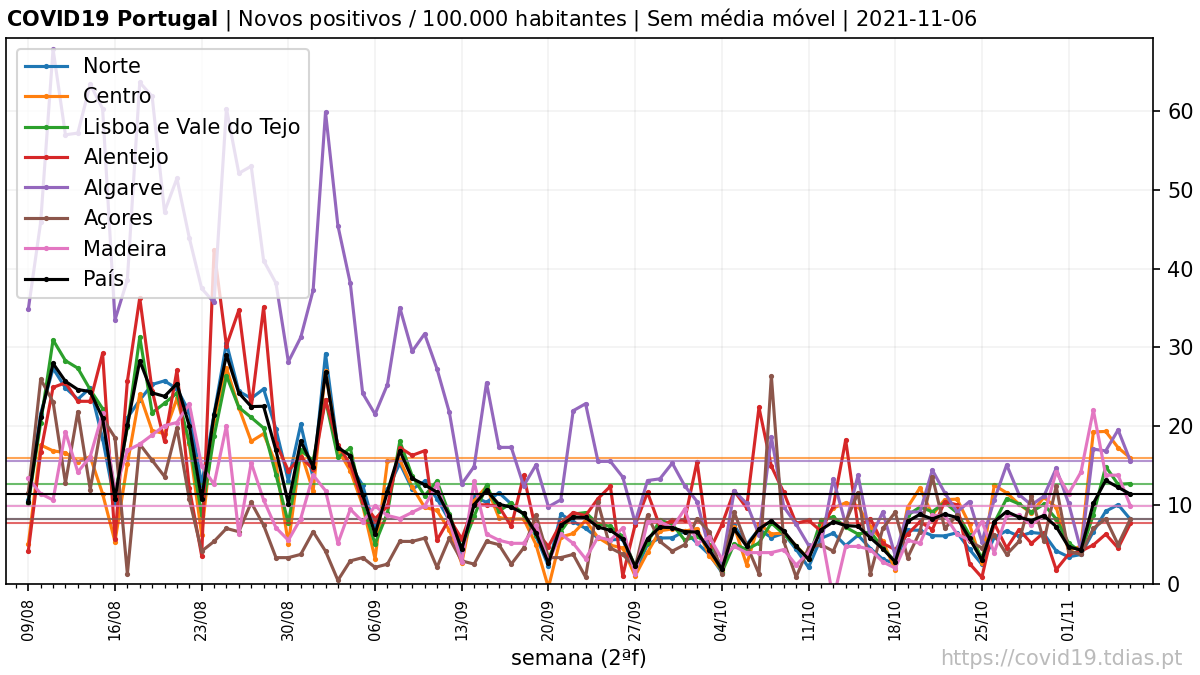 COVID19 Portugal | Novos positivos / 100.000 habitantes | Sem média móvel | 2021-11-06
Norte
Centro
Lisboa e Vale do Tejo
Alentejo
Algarve
Açores
Madeira
País
60
50
40
30
20
10
0
09/08 16/08 23/08 30/08 06/09 13/09 20/09 27/09 04/10 11/10 18/10 25/10 01/11
semana (2ªf)
https://covid19.tdias.pt